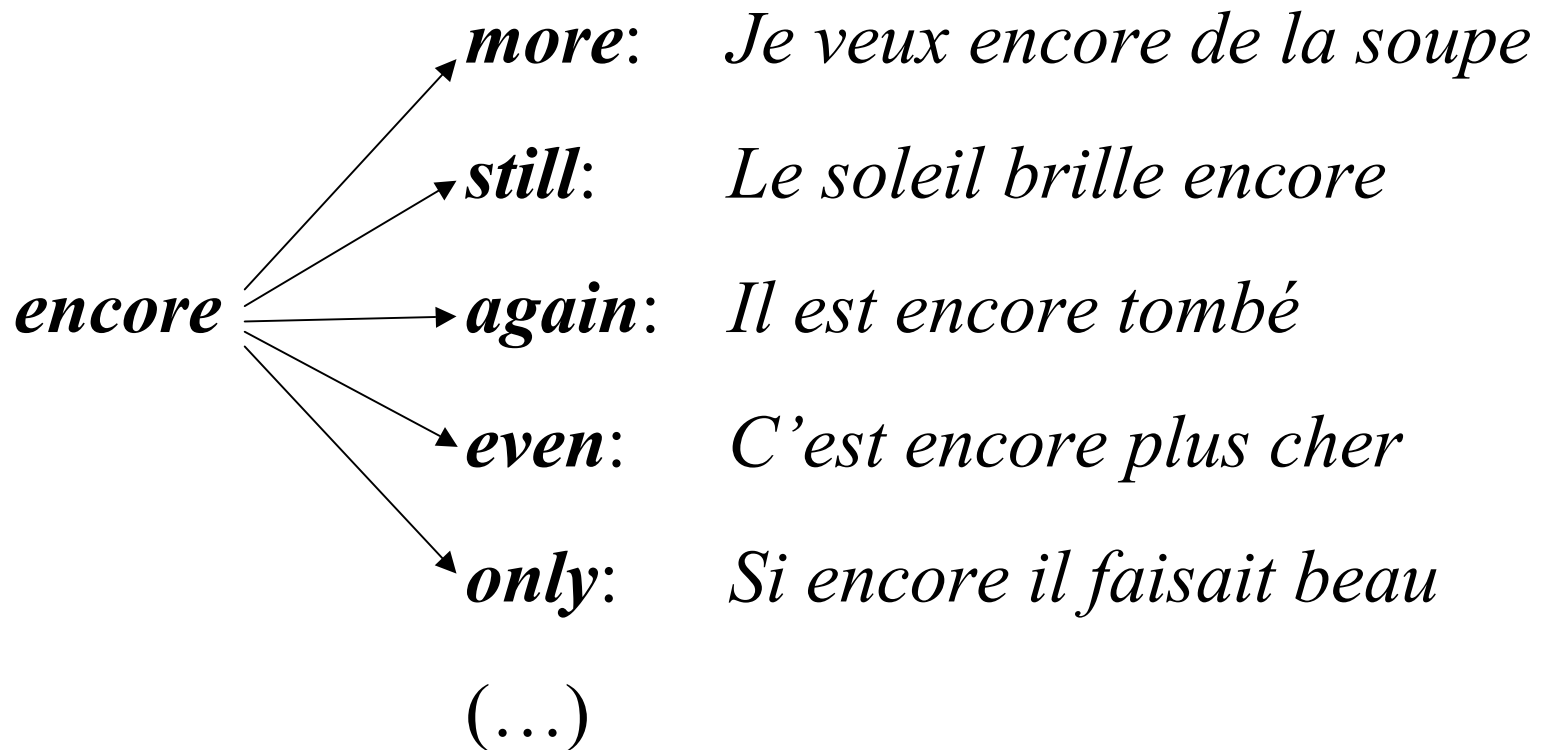 more: Je veux encore de la soupe
still: Le soleil brille encore
encore again: Il est encore tombé
even: C’est encore plus cher
only: Si encore il faisait beau
(…)